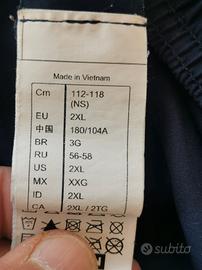 Made in Vietnam
Cm 112-118
(NS)
EU 2XL
中国 180/104A
BR 3G
RU 56-58
US 2XL
MX XXG
ID 2XL
CA 2XL / 2TG
subito